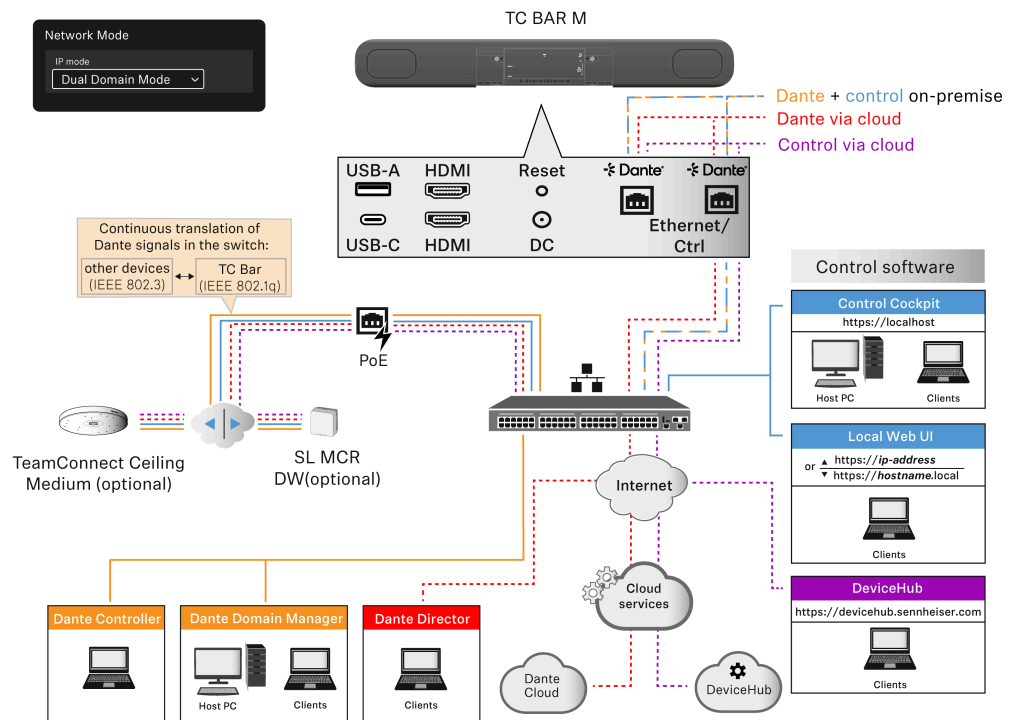 TC BAR M
Network Mode
IP mode
Dual Domain Mode
Dante + control on-premise
Dante via cloud
Control via cloud
USB-A
HDMI
Reset
Dante
Dante
USB-C
HDMI
DC
Ethernet/
Ctrl
Continuous translation of
Dante signals in the switch:
other devices
(IEEE 802.3)
TC Bar
(IEEE 802.1q)
PoE
Control software
Control Cockpit
https://localhost
Host PC
Clients
TeamConnect Ceiling
Medium (optional)
SL MCR
DW(optional)
Local Web UI
or
https://ip-address
https://hostname.local
Clients
Internet
Cloud
services
DeviceHub
https://devicehub.sennheiser.com
Clients
Dante Controller
Dante Domain Manager
Host PC
Clients
Dante Director
Clients
Dante
Cloud
DeviceHub